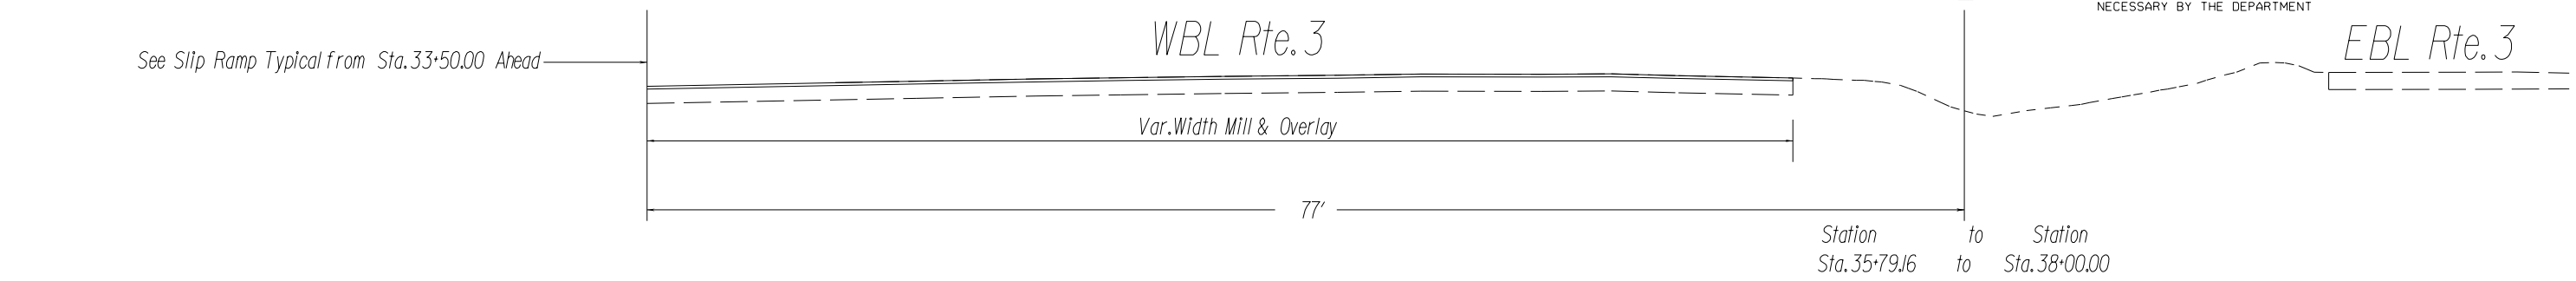 NECESSARY BY THE DEPARTMENT
WBL Rte. 3
EBL Rte. 3
See Slip Ramp Typical from Sta. 33+50.00 Ahead
Var. Width Mill & Overlay
77'
Station to Station
Sta. 35+79.16 to Sta. 38+00.00